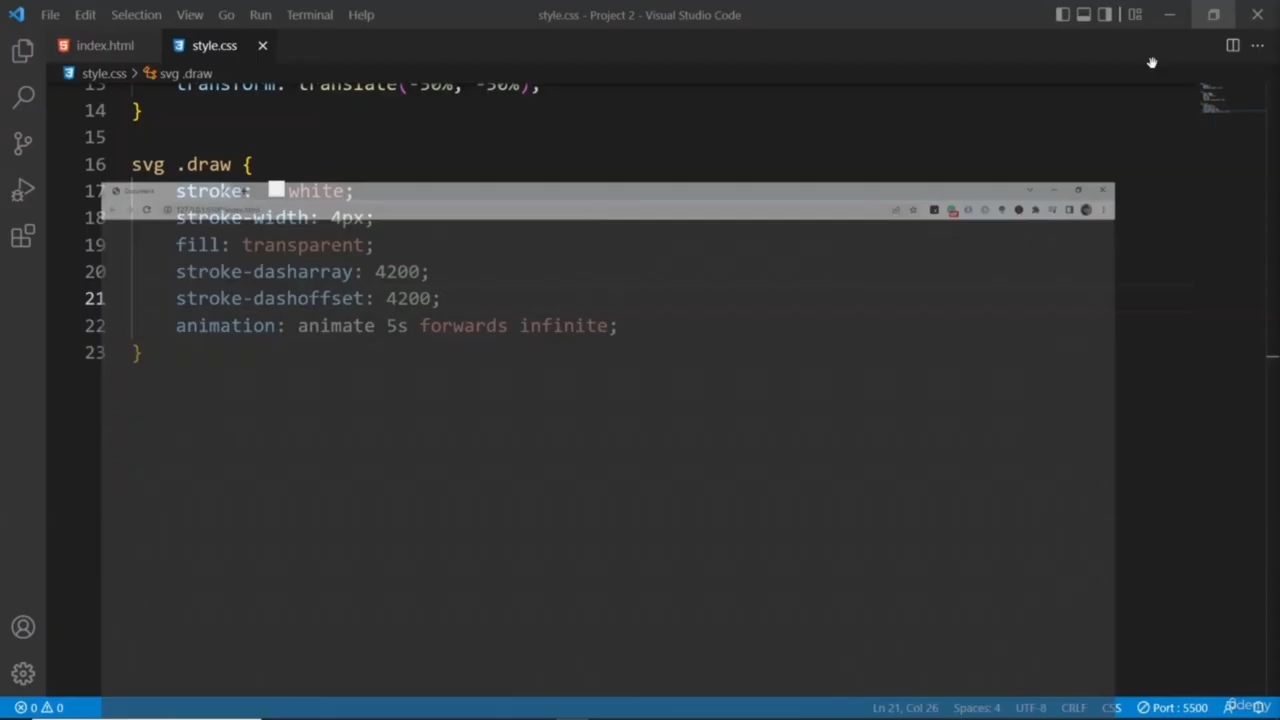 File Edit Selection View Go Run Terminal Help
style.css - Project 2 - Visual Studio Code
index.html
style.css
style.css > svg .draw
13 transform: translate(-50%, -50%);
14 }
15
16 svg .draw {
17 stroke: white;
18 stroke-width: 4px;
19 fill: transparent;
20 stroke-dasharray: 4200;
21 stroke-dashoffset: 4200;
22 animation: animate 5s forwards infinite;
23 }
Document
0 0
Ln 21, Col 26
Spaces: 4
UTF-8
CRLF
CSS
Port : 5500
Udemy